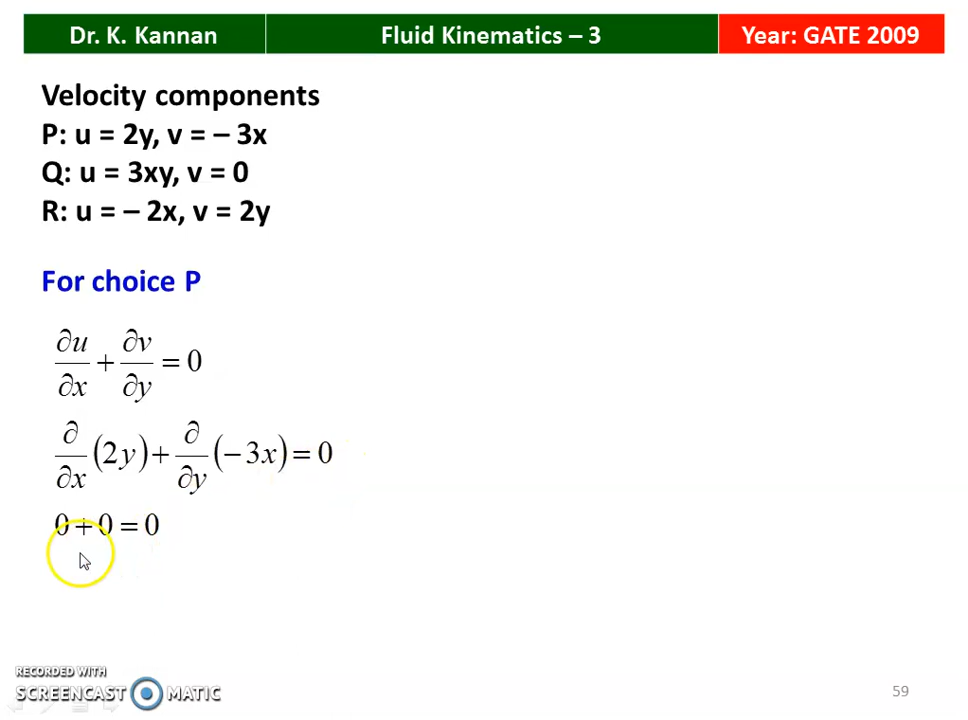 Dr. K. Kannan Fluid Kinematics – 3 Year: GATE 2009
Velocity components
P: u = 2y, v = – 3x
Q: u = 3xy, v = 0
R: u = – 2x, v = 2y
For choice P
∂u/∂x + ∂v/∂y = 0
∂/∂x (2y) + ∂/∂y (− 3x) = 0
0 + 0 = 0
RECORDED WITH
SCREENCAST MATIC
59